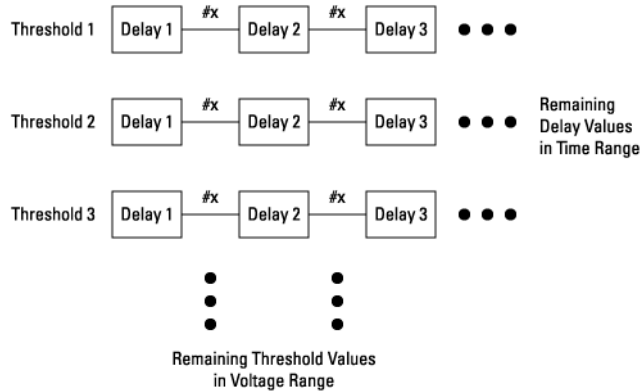 #x #x
Threshold 1 Delay 1 Delay 2 Delay 3
#x #x
Threshold 2 Delay 1 Delay 2 Delay 3
Remaining
Delay Values
in Time Range
#x #x
Threshold 3 Delay 1 Delay 2 Delay 3
Remaining Threshold Values
in Voltage Range